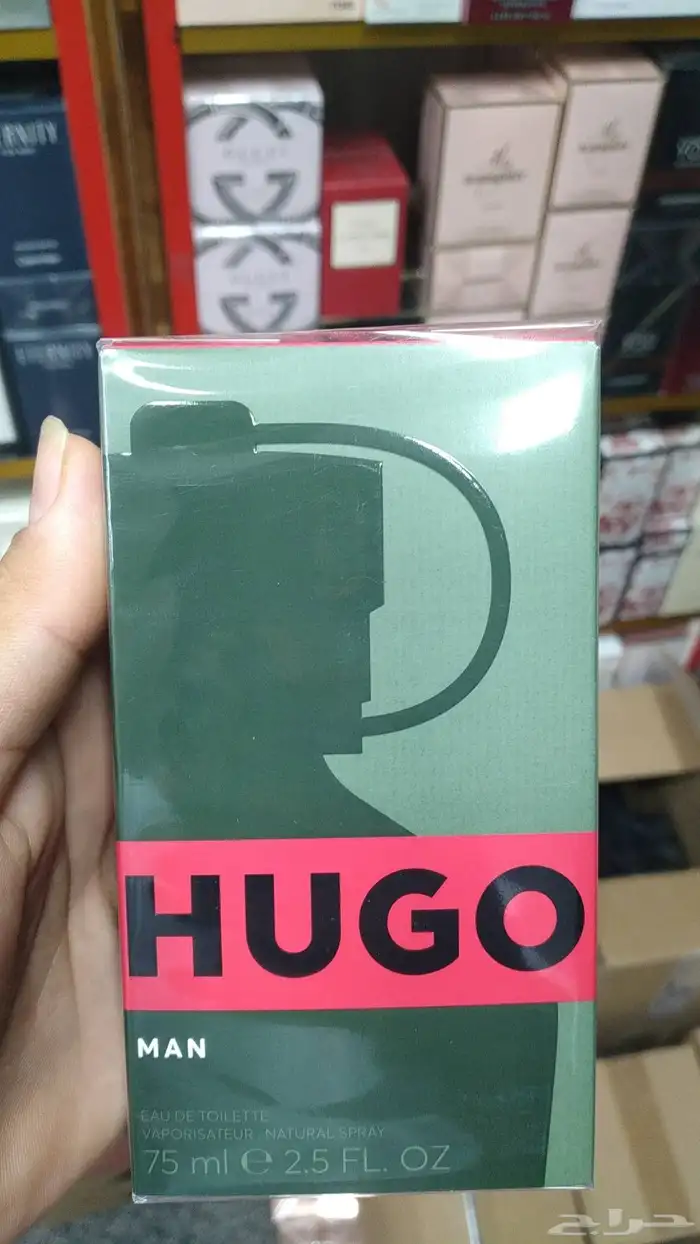 HUGO
MAN
EAU DE TOILETTE
VAPORISATEUR · NATURAL SPRAY
75 ml ℮ 2.5 FL. OZ
حراج